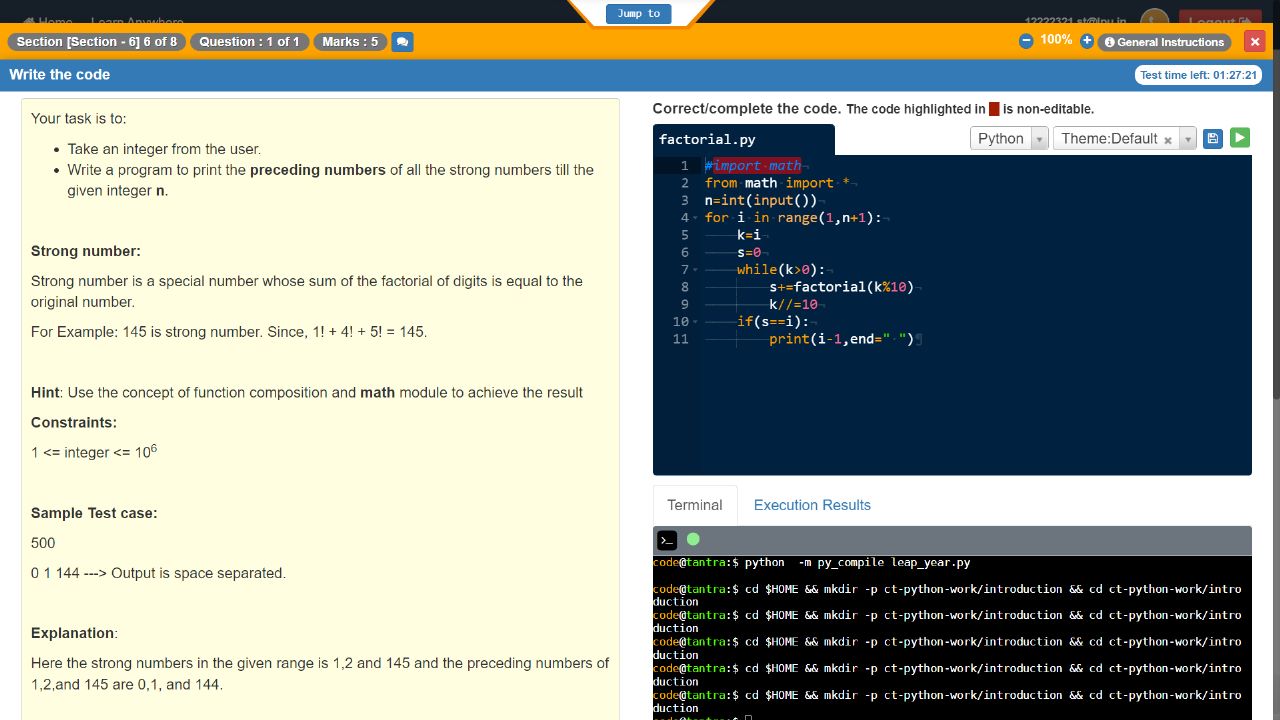 Home Learn Anywhere
Jump to
12222321.st@lpu.in
Logout
Section [Section - 6] 6 of 8
Question : 1 of 1
Marks : 5
100%
General Instructions
Write the code
Test time left: 01:27:21
Your task is to:
Take an integer from the user.
Write a program to print the preceding numbers of all the strong numbers till the
given integer n.
Strong number:
Strong number is a special number whose sum of the factorial of digits is equal to the
original number.
For Example: 145 is strong number. Since, 1! + 4! + 5! = 145.
Hint: Use the concept of function composition and math module to achieve the result
Constraints:
1 <= integer <= 10⁶
Sample Test case:
500
0 1 144 ---> Output is space separated.
Explanation:
Here the strong numbers in the given range is 1,2 and 145 and the preceding numbers of
1,2,and 145 are 0,1, and 144.
Correct/complete the code. The code highlighted in is non-editable.
factorial.py
Python
Theme:Default
1 #import math
2 from math import *
3 n=int(input())
4 for i in range(1,n+1):
5 k=i
6 s=0
7 while(k>0):
8 s+=factorial(k%10)
9 k//=10
10 if(s==i):
11 print(i-1,end=" ")
Terminal
Execution Results
code@tantra:$ python -m py_compile leap_year.py
code@tantra:$ cd $HOME && mkdir -p ct-python-work/introduction && cd ct-python-work/intro
duction
code@tantra:$ cd $HOME && mkdir -p ct-python-work/introduction && cd ct-python-work/intro
duction
code@tantra:$ cd $HOME && mkdir -p ct-python-work/introduction && cd ct-python-work/intro
duction
code@tantra:$ cd $HOME && mkdir -p ct-python-work/introduction && cd ct-python-work/intro
duction
code@tantra:$ cd $HOME && mkdir -p ct-python-work/introduction && cd ct-python-work/intro
duction
code@tantra:$